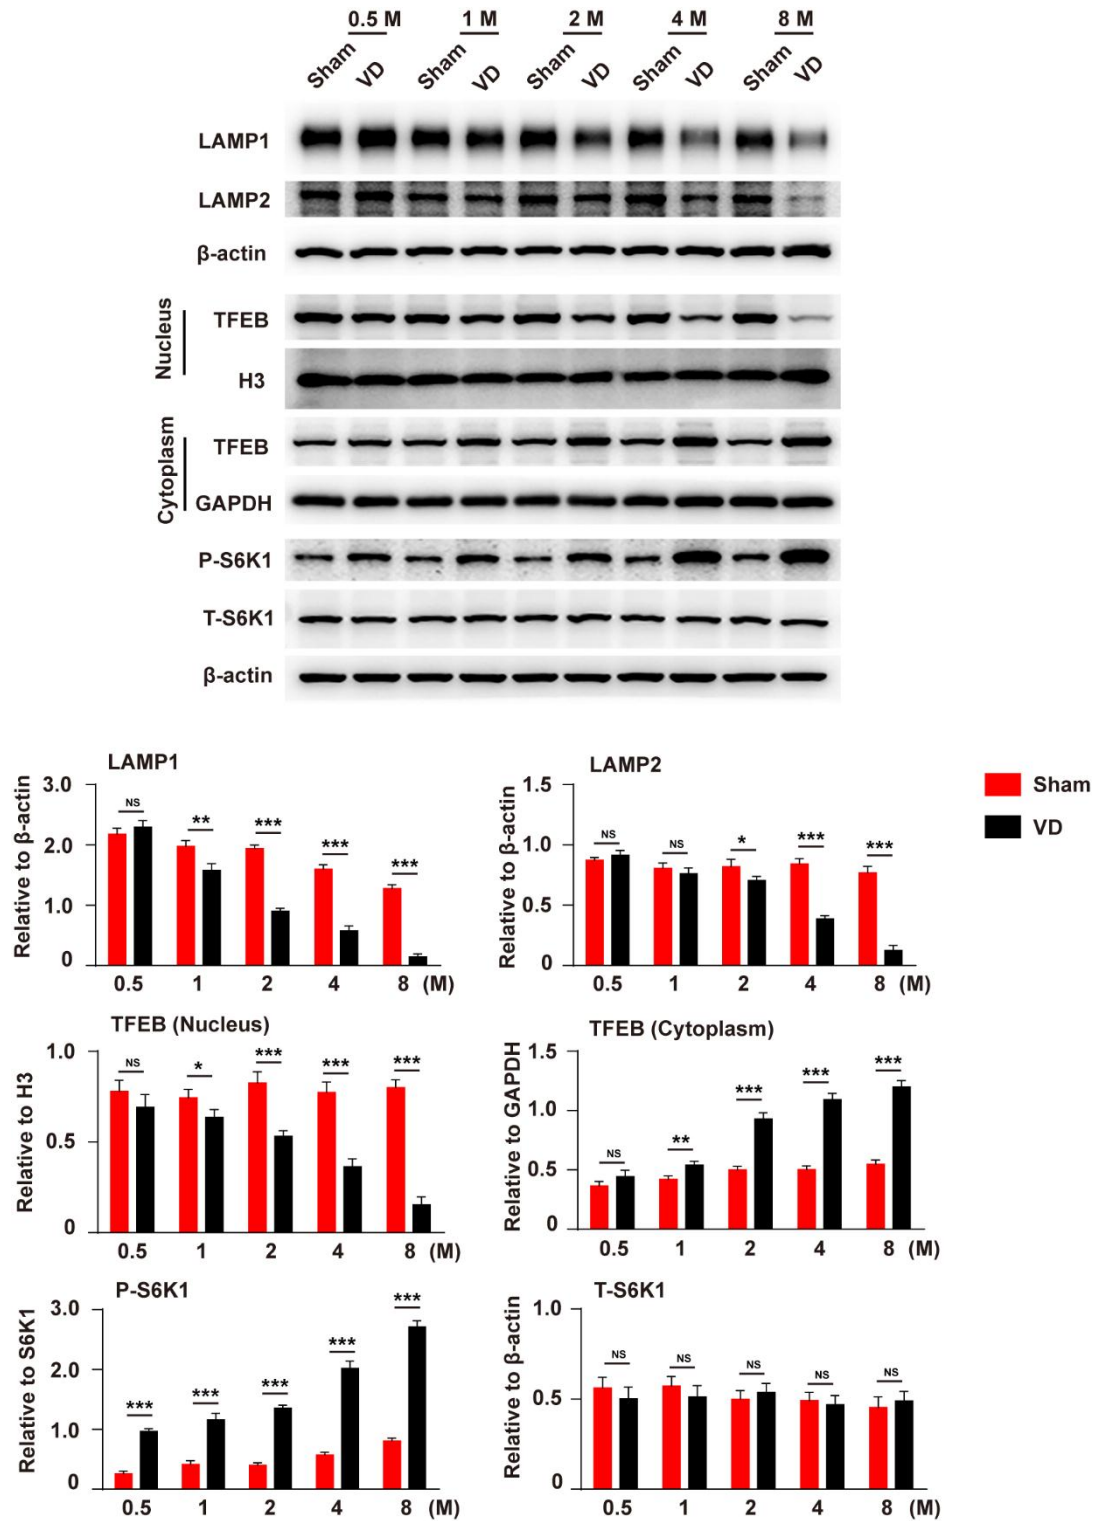 0.5 M 1 M 2 M 4 M 8 M
Sham VD Sham VD Sham VD Sham VD Sham VD
LAMP1
LAMP2
β-actin
Nucleus
TFEB
H3
Cytoplasm
TFEB
GAPDH
P-S6K1
T-S6K1
β-actin
LAMP1
Relative to β-actin
3.0
2.0
1.0
0
NS ** *** *** ***
0.5 1 2 4 8 (M)
LAMP2
Relative to β-actin
1.5
1.0
0.5
0
NS NS * *** ***
0.5 1 2 4 8 (M)
Sham
VD
TFEB (Nucleus)
Relative to H3
1.0
0.5
0
NS * *** *** ***
0.5 1 2 4 8 (M)
TFEB (Cytoplasm)
Relative to GAPDH
1.5
1.0
0.5
0
NS ** *** *** ***
0.5 1 2 4 8 (M)
P-S6K1
Relative to S6K1
3.0
2.0
1.0
0
*** *** *** *** ***
0.5 1 2 4 8 (M)
T-S6K1
Relative to β-actin
1.0
0.5
0
NS NS NS NS NS
0.5 1 2 4 8 (M)